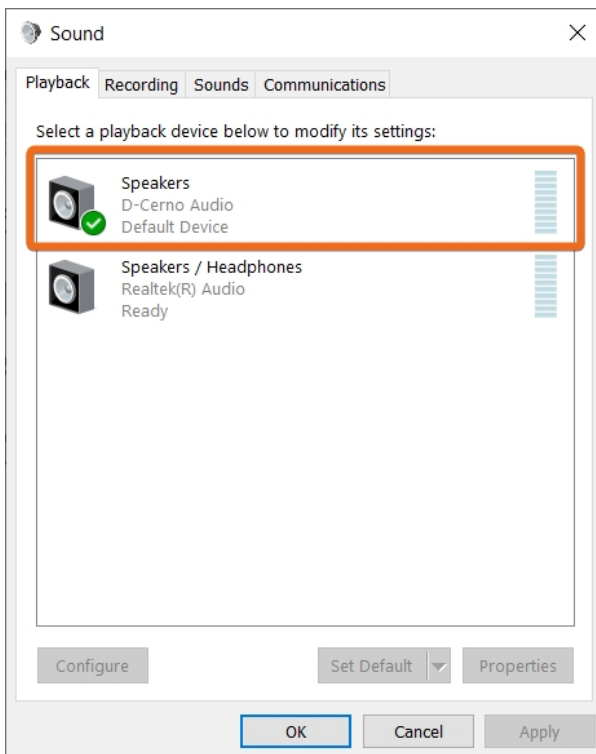 Sound
Playback Recording Sounds Communications
Select a playback device below to modify its settings:
Speakers
D-Cerno Audio
Default Device
Speakers / Headphones
Realtek(R) Audio
Ready
Configure Set Default Properties
OK Cancel Apply